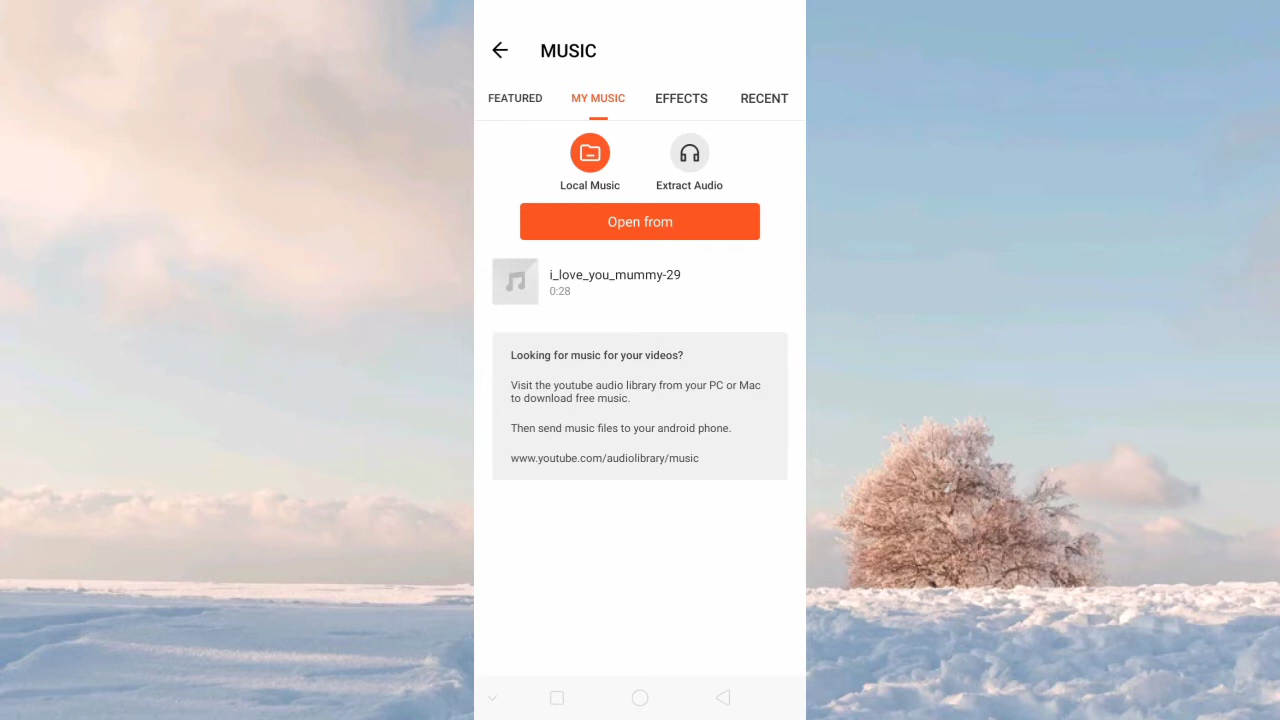 MUSIC
FEATURED
MY MUSIC
EFFECTS
RECENT
Local Music
Extract Audio
Open from
i_love_you_mummy-29
0:28
Looking for music for your videos?
Visit the youtube audio library from your PC or Mac
to download free music.
Then send music files to your android phone.
www.youtube.com/audiolibrary/music